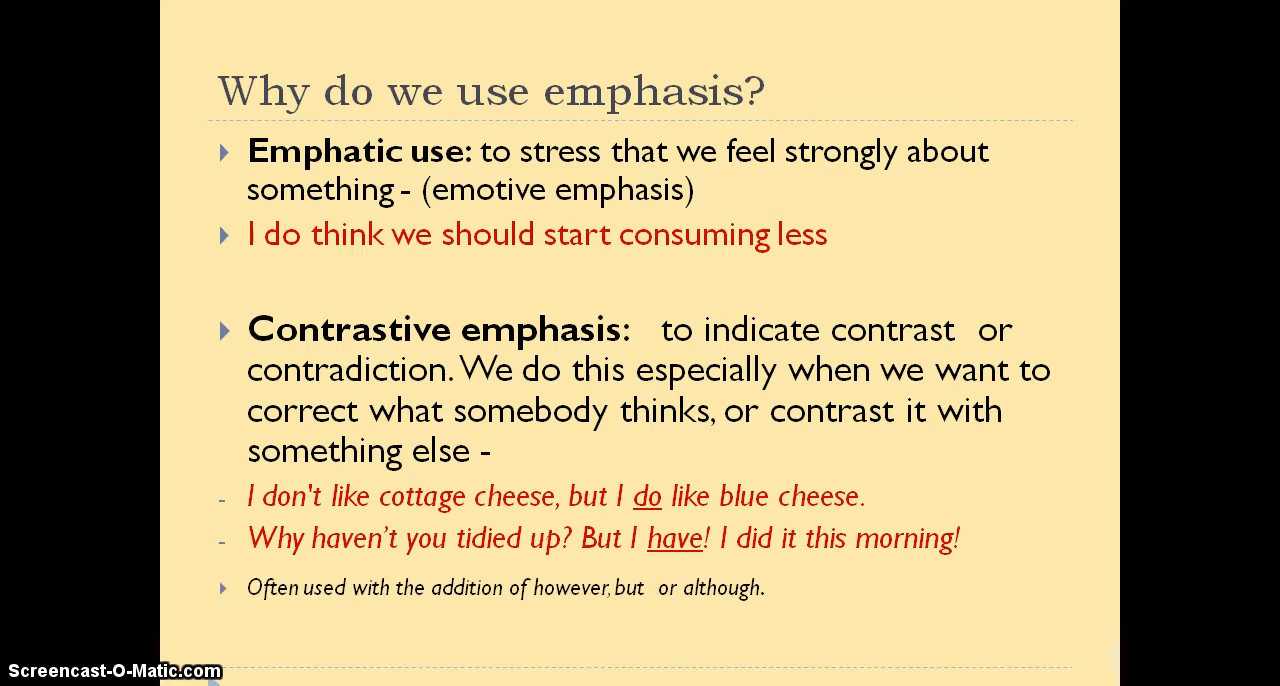 Why do we use emphasis?
Emphatic use: to stress that we feel strongly about
something - (emotive emphasis)
I do think we should start consuming less
Contrastive emphasis: to indicate contrast or
contradiction. We do this especially when we want to
correct what somebody thinks, or contrast it with
something else -
- I don't like cottage cheese, but I do like blue cheese.
- Why haven't you tidied up? But I have! I did it this morning!
Often used with the addition of however, but or although.
Screencast-O-Matic.com